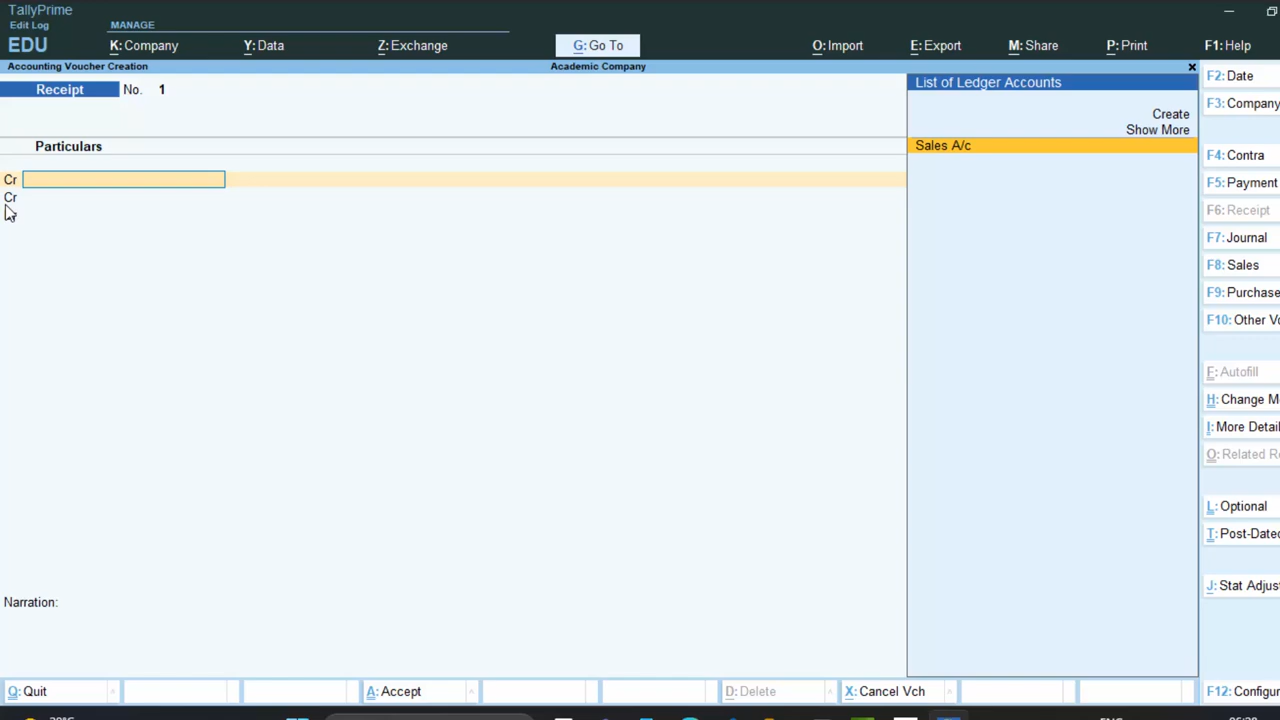 TallyPrime
Edit Log
MANAGE
EDU
K: Company
Y: Data
Z: Exchange
G: Go To
O: Import
E: Export
M: Share
P: Print
F1: Help
Accounting Voucher Creation
Academic Company
Receipt No. 1
List of Ledger Accounts
Create
Show More
Particulars
Sales A/c
Cr
Cr
Narration:
F2: Date
F3: Company
F4: Contra
F5: Payment
F6: Receipt
F7: Journal
F8: Sales
F9: Purchase
F10: Other Vo
F: Autofill
H: Change M
I: More Detail
O: Related R
L: Optional
T: Post-Dated
J: Stat Adjus
Q: Quit
A: Accept
D: Delete
X: Cancel Vch
F12: Configur